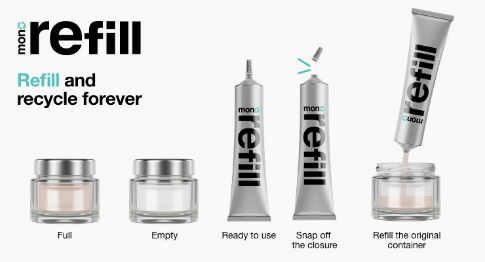 mono refill
Refill and
recycle forever
mono refill
mono refill
mono refill
Full
Empty
Ready to use
Snap off
the closure
Refill the original
container